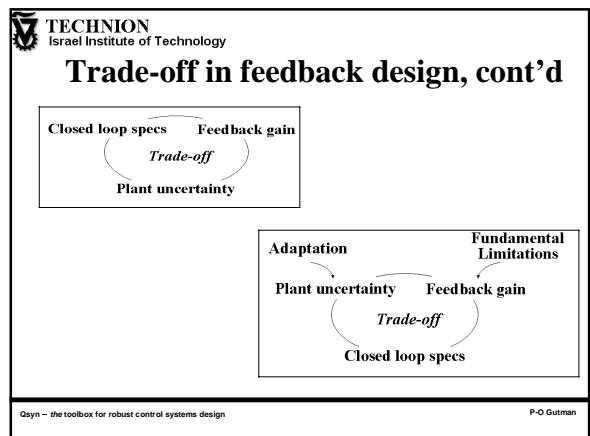 TECHNION
Israel Institute of Technology
Trade-off in feedback design, cont'd
Closed loop specs Feedback gain
Trade-off
Plant uncertainty
Adaptation Fundamental
Limitations
Plant uncertainty Feedback gain
Trade-off
Closed loop specs
Qsyn – the toolbox for robust control systems design P-O Gutman